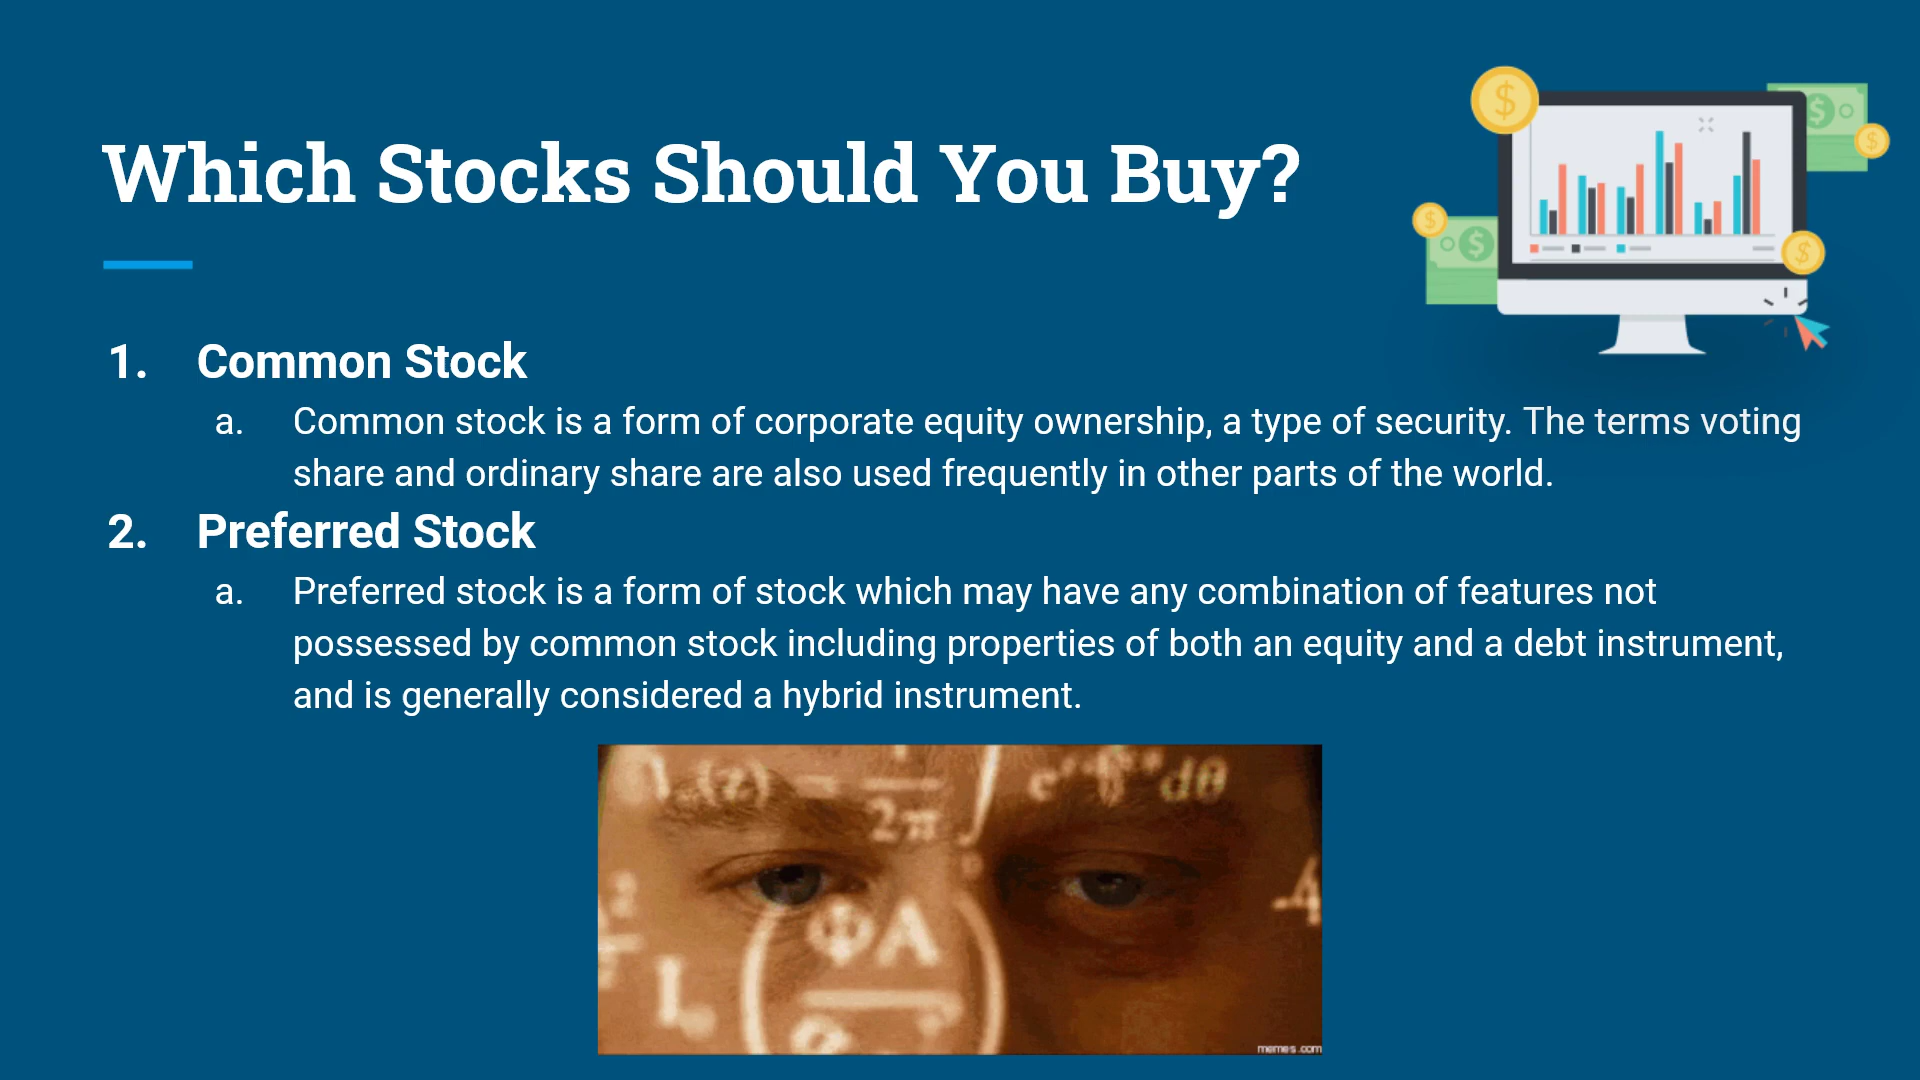 Which Stocks Should You Buy?
1. Common Stock
a. Common stock is a form of corporate equity ownership, a type of security. The terms voting
share and ordinary share are also used frequently in other parts of the world.
2. Preferred Stock
a. Preferred stock is a form of stock which may have any combination of features not
possessed by common stock including properties of both an equity and a debt instrument,
and is generally considered a hybrid instrument.
2π
dθ
ΦA
memes.com